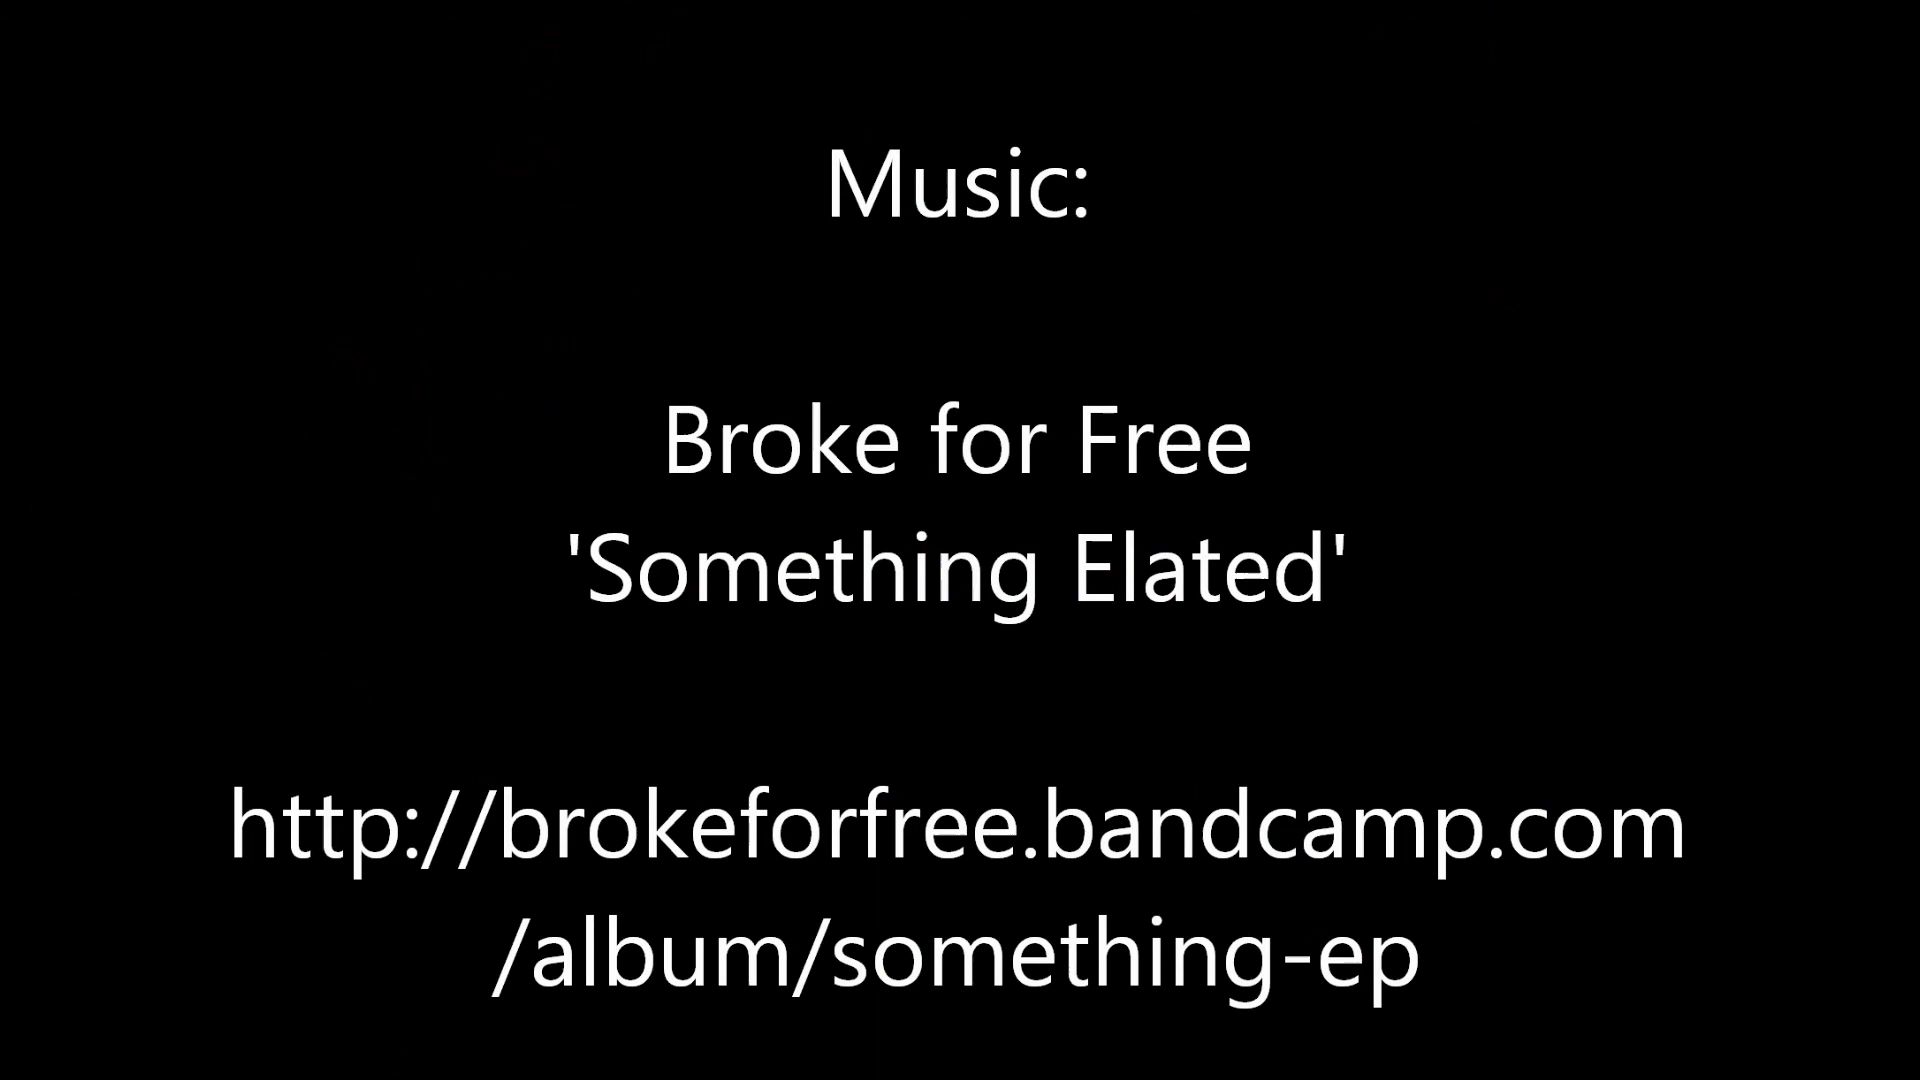 Music:
Broke for Free
'Something Elated'
http://brokeforfree.bandcamp.com
/album/something-ep